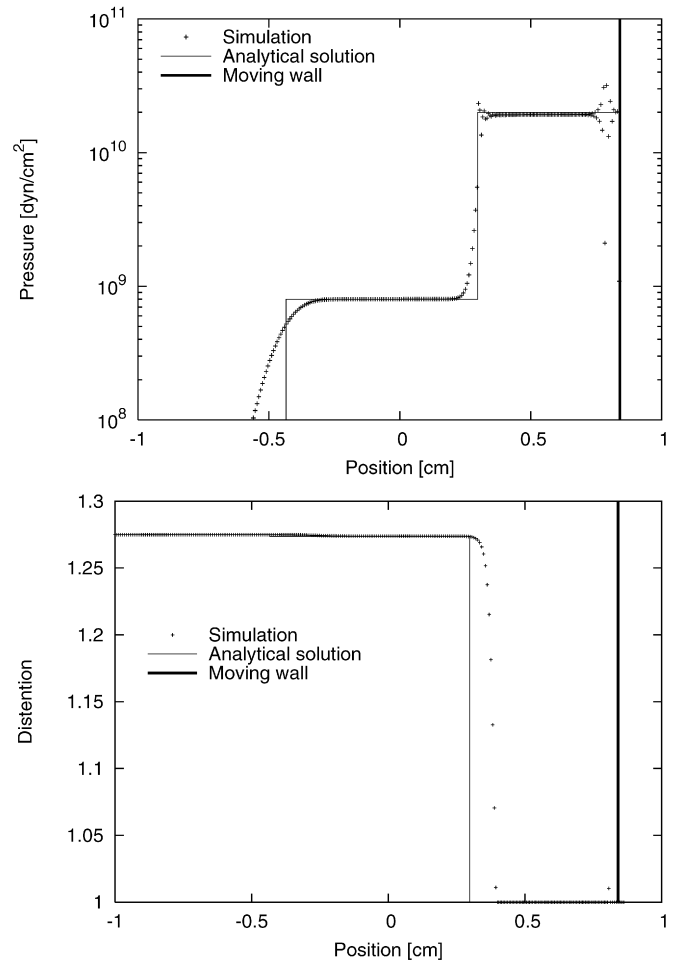 10^11
Simulation
Analytical solution
Moving wall
10^10
Pressure [dyn/cm^2]
10^9
10^8
-1 -0.5 0 0.5 1
Position [cm]
1.3
1.25
Simulation
1.2
Analytical solution
Moving wall
Distention
1.15
1.1
1.05
1
-1 -0.5 0 0.5 1
Position [cm]